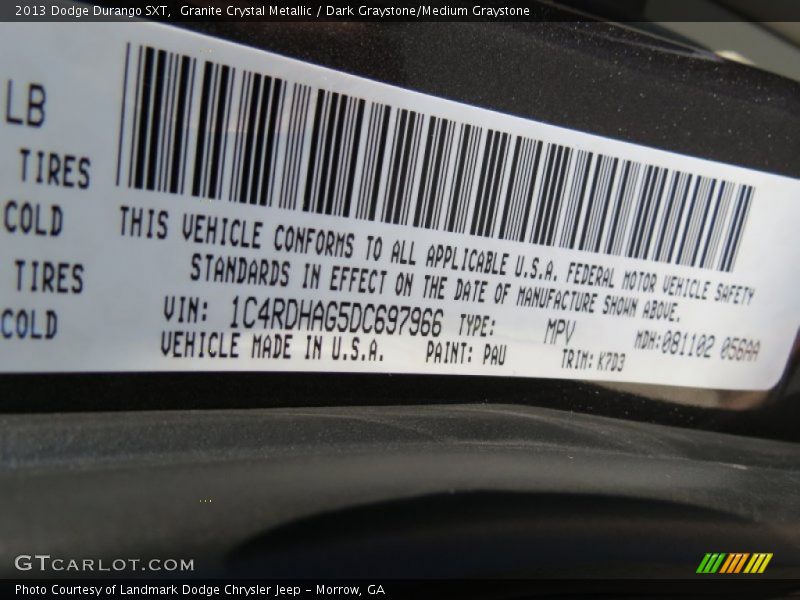 2013 Dodge Durango SXT, Granite Crystal Metallic / Dark Graystone/Medium Graystone
LB
TIRES
COLD
TIRES
COLD
THIS VEHICLE CONFORMS TO ALL APPLICABLE U.S.A. FEDERAL MOTOR VEHICLE SAFETY
STANDARDS IN EFFECT ON THE DATE OF MANUFACTURE SHOWN ABOVE.
VIN: 1C4RDHAG5DC697966 TYPE: MPV MDH:081102 056AA
VEHICLE MADE IN U.S.A. PAINT: PAU TRIM: K7D3
GTCARLOT.COM
Photo Courtesy of Landmark Dodge Chrysler Jeep - Morrow, GA